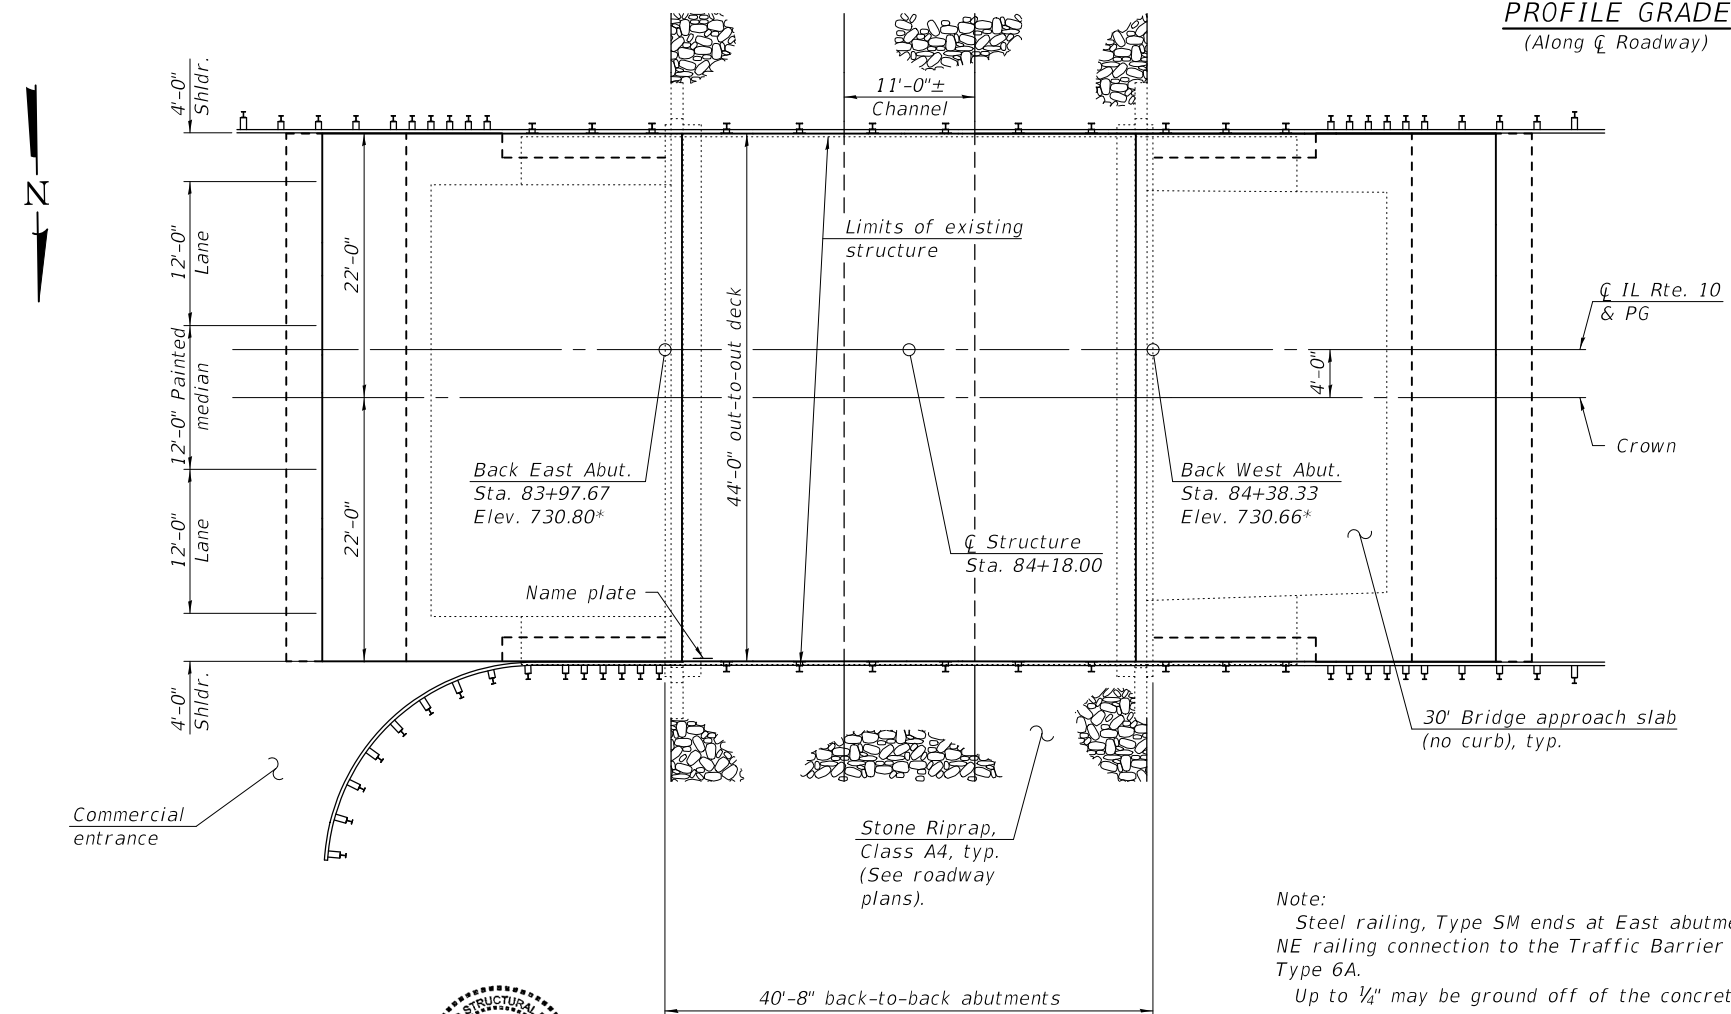 PROFILE GRADE
(Along ℄ Roadway)
4'-0"
Shldr.
11'-0"±
Channel
N
12'-0"
Lane
22'-0"
Limits of existing
structure
℄ IL Rte. 10
& PG
12'-0" Painted
median
44'-0" out-to-out deck
4'-0"
Crown
Back East Abut.
Sta. 83+97.67
Elev. 730.80*
Back West Abut.
Sta. 84+38.33
Elev. 730.66*
12'-0"
Lane
22'-0"
℄ Structure
Sta. 84+18.00
Name plate
4'-0"
Shldr.
30' Bridge approach slab
(no curb), typ.
Commercial
entrance
Stone Riprap,
Class A4, typ.
(See roadway
plans).
Note:
Steel railing, Type SM ends at East abutme
NE railing connection to the Traffic Barrier
Type 6A.
Up to ¼" may be ground off of the concret
40'-8" back-to-back abutments
STRUCTURAL